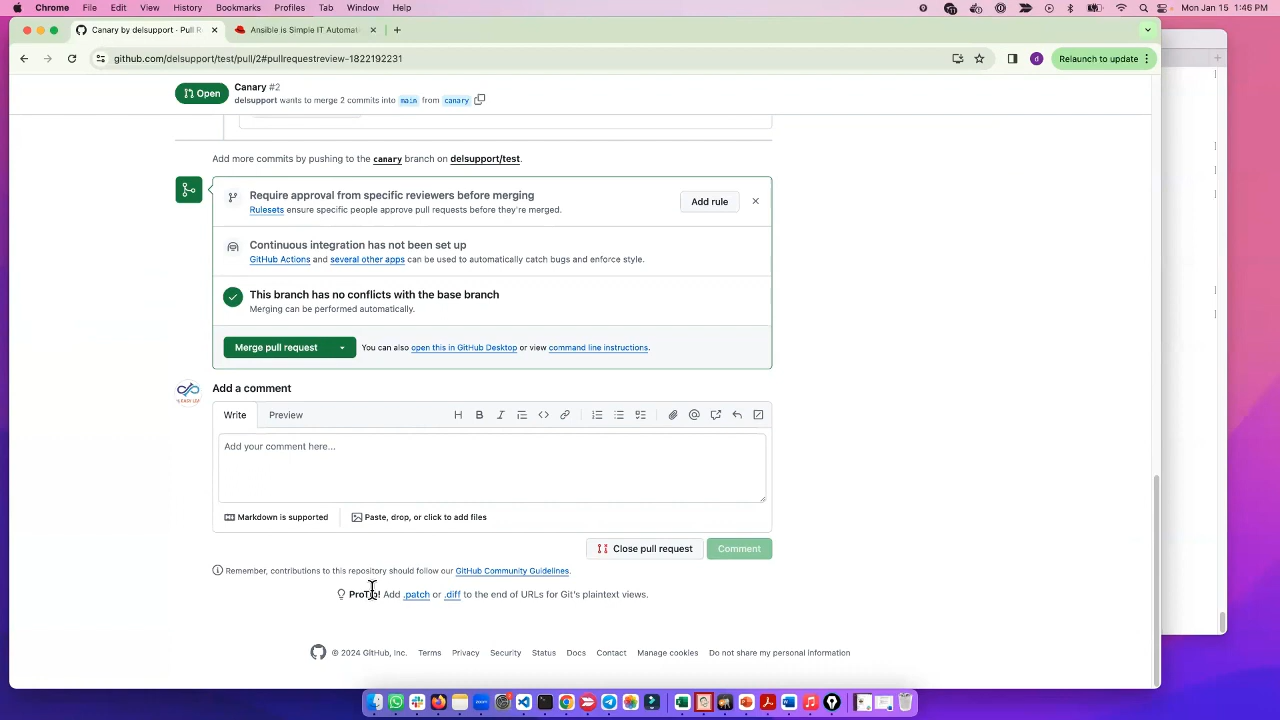 Chrome File Edit View History Bookmarks Profiles Tab Window Help Mon Jan 15 1:46 PM
Canary by delsupport · Pull R
Ansible is Simple IT Automat
github.com/delsupport/test/pull/2#pullrequestreview-1822192231
d
Relaunch to update
Open
Canary #2
delsupport wants to merge 2 commits into main from canary
Add more commits by pushing to the canary branch on delsupport/test.
Require approval from specific reviewers before merging
Rulesets ensure specific people approve pull requests before they're merged.
Add rule
Continuous integration has not been set up
GitHub Actions and several other apps can be used to automatically catch bugs and enforce style.
This branch has no conflicts with the base branch
Merging can be performed automatically.
Merge pull request
You can also open this in GitHub Desktop or view command line instructions.
Add a comment
Write Preview
H B I
Add your comment here...
Markdown is supported
Paste, drop, or click to add files
Close pull request
Comment
Remember, contributions to this repository should follow our GitHub Community Guidelines.
ProTip! Add .patch or .diff to the end of URLs for Git's plaintext views.
© 2024 GitHub, Inc. Terms Privacy Security Status Docs Contact Manage cookies Do not share my personal information